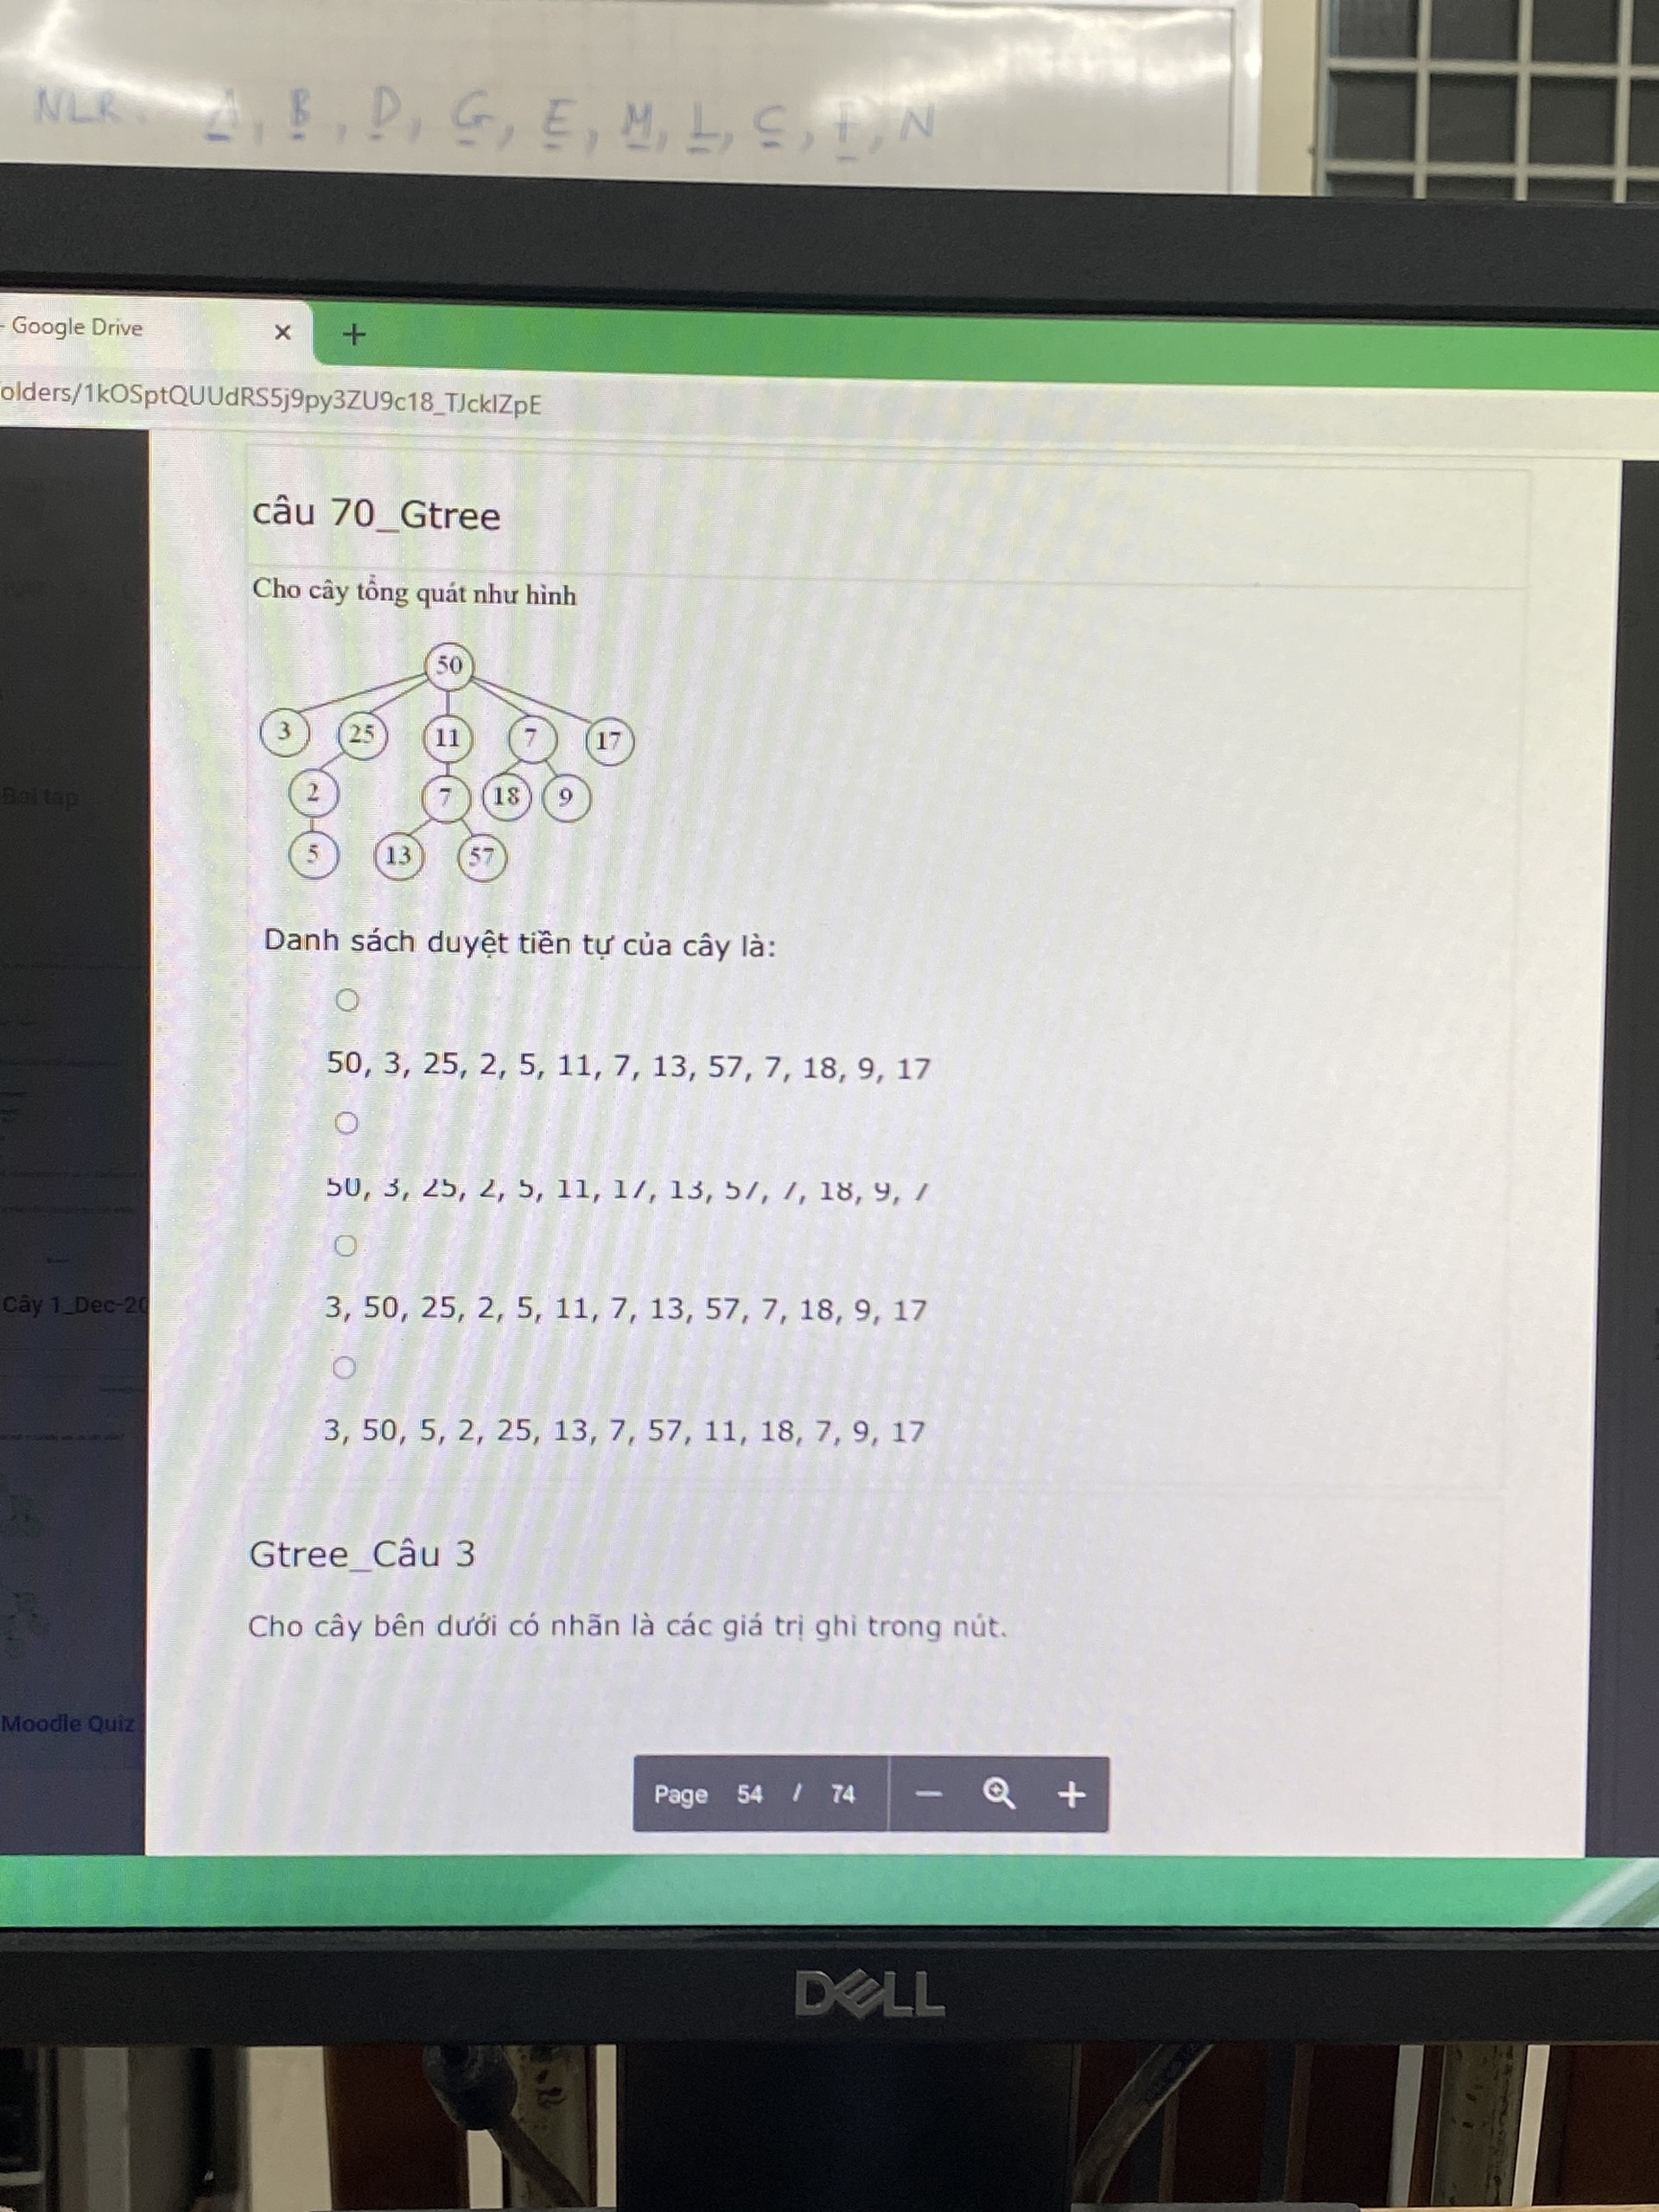 NLR: A, B, D, G, E, M, L, C, F, N
- Google Drive × +
olders/1kOSptQUUdRS5j9py3ZU9c18_TJcklZpE
câu 70_Gtree
Cho cây tổng quát như hình
50
3 25 11 7 17
2 7 18 9
5 13 57
Danh sách duyệt tiền tự của cây là:
50, 3, 25, 2, 5, 11, 7, 13, 57, 7, 18, 9, 17
50, 3, 25, 2, 5, 11, 17, 13, 57, 7, 18, 9, 7
3, 50, 25, 2, 5, 11, 7, 13, 57, 7, 18, 9, 17
3, 50, 5, 2, 25, 13, 7, 57, 11, 18, 7, 9, 17
Bai tap
Cây 1_Dec-20
Moodle Quiz
Gtree_Câu 3
Cho cây bên dưới có nhãn là các giá trị ghi trong nút.
Page 54 / 74 — +
DELL